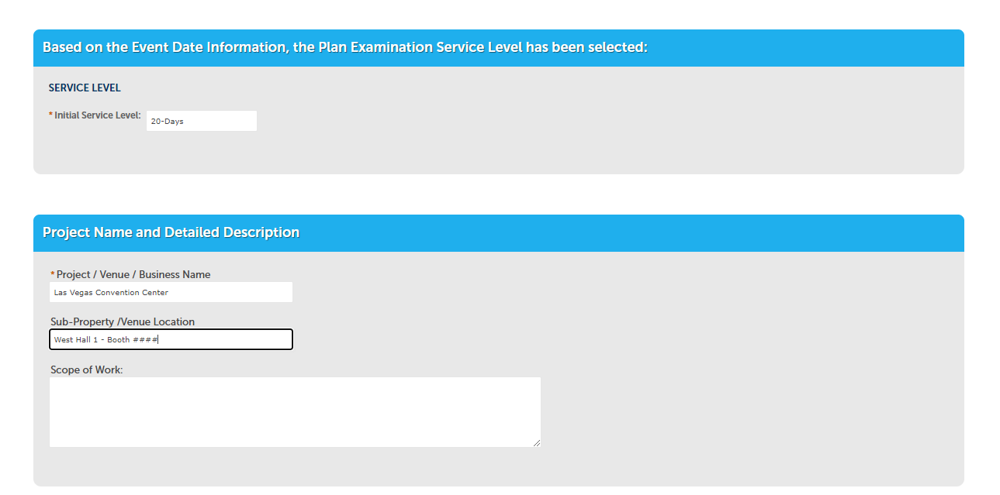 Based on the Event Date Information, the Plan Examination Service Level has been selected:
SERVICE LEVEL
* Initial Service Level: 20-Days
Project Name and Detailed Description
* Project / Venue / Business Name
Las Vegas Convention Center
Sub-Property /Venue Location
West Hall 1 - Booth ####
Scope of Work: